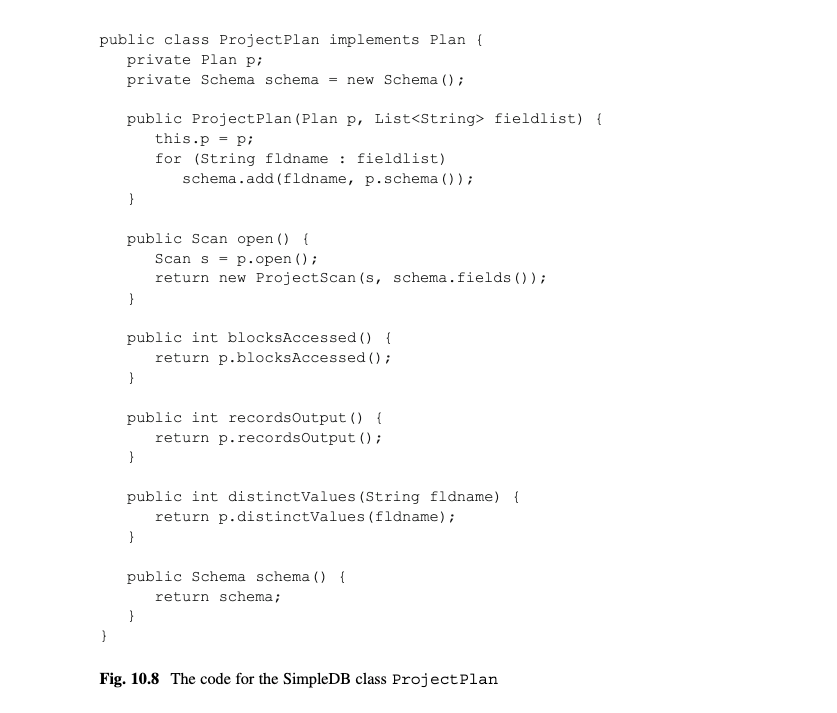 public class ProjectPlan implements Plan {
   private Plan p;
   private Schema schema = new Schema();

   public ProjectPlan(Plan p, List<String> fieldlist) {
      this.p = p;
      for (String fldname : fieldlist)
         schema.add(fldname, p.schema());
   }

   public Scan open() {
      Scan s = p.open();
      return new ProjectScan(s, schema.fields());
   }

   public int blocksAccessed() {
      return p.blocksAccessed();
   }

   public int recordsOutput() {
      return p.recordsOutput();
   }

   public int distinctValues(String fldname) {
      return p.distinctValues(fldname);
   }

   public Schema schema() {
      return schema;
   }
}

Fig. 10.8 The code for the SimpleDB class ProjectPlan